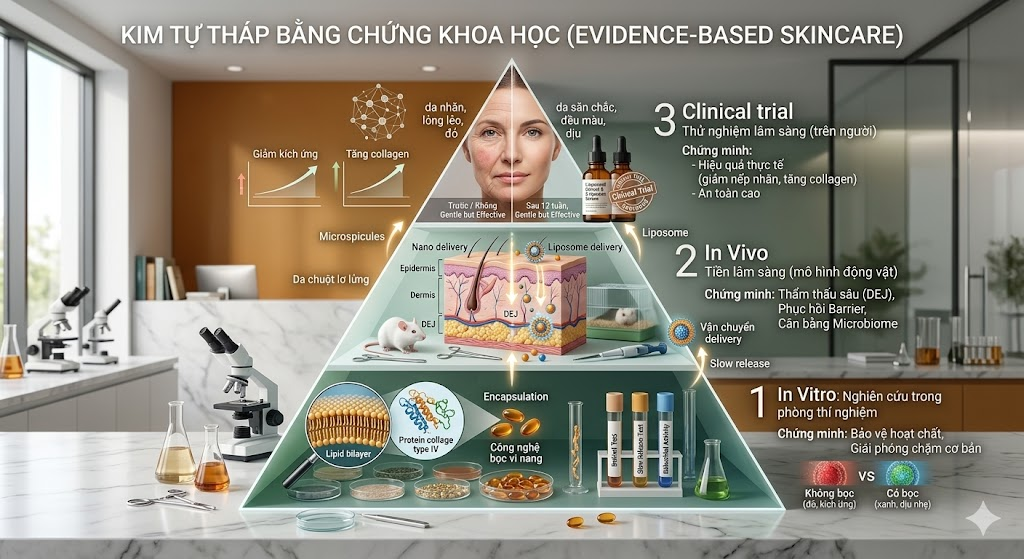 KIM TỰ THÁP BẰNG CHỨNG KHOA HỌC (EVIDENCE-BASED SKINCARE)
da nhăn,
lỏng lẻo,
đỏ
da săn chắc,
đều màu,
dịu
Giảm kích ứng
Tăng collagen
Trước / Không
Gentle but Effective
Sau 12 tuần,
Gentle but Effective
Clinical Trial
3 Clinical trial
Thử nghiệm lâm sàng (trên người)
Chứng minh:
- Hiệu quả thực tế
(giảm nếp nhăn, tăng collagen)
- An toàn cao
Microspicules
Liposome
Da chuột lơ lửng
Nano delivery
Liposome delivery
Epidermis
Dermis
DEJ
DEJ
2 In Vivo
Tiền lâm sàng (mô hình động vật)
Chứng minh: Thẩm thấu sâu (DEJ),
Phục hồi Barrier,
Cân bằng Microbiome
Vận chuyển
delivery
Slow release
Lipid bilayer
Protein collage
type IV
Encapsulation
Công nghệ
bọc vi nang
1 In Vitro: Nghiên cứu trong
phòng thí nghiệm
Chứng minh: Bảo vệ hoạt chất,
Giải phóng chậm cơ bản
Không bọc
(đỏ, kích ứng)
VS
Có bọc
(xanh, dịu nhẹ)